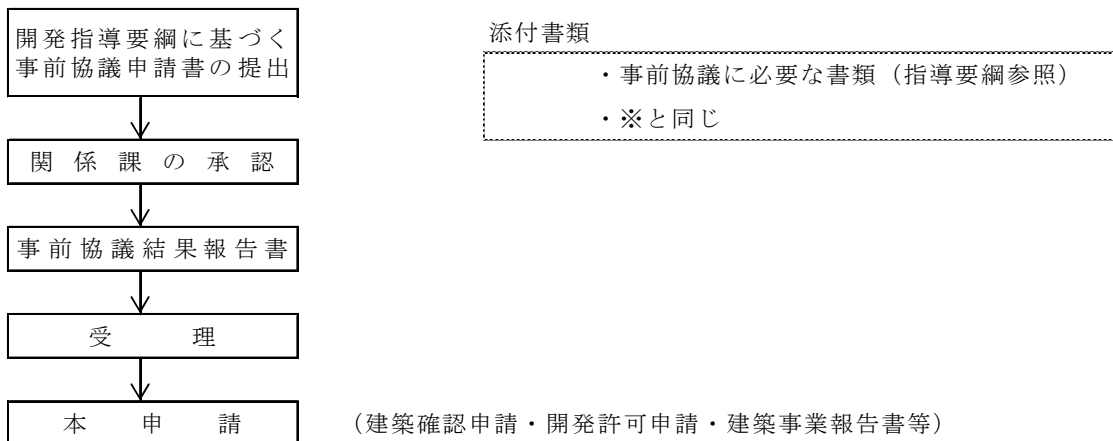 開発指導要綱に基づく
事前協議申請書の提出
添付書類
・事前協議に必要な書類（指導要綱参照）
・※と同じ
関係課の承認
事前協議結果報告書
受理
本申請
（建築確認申請・開発許可申請・建築事業報告書等）